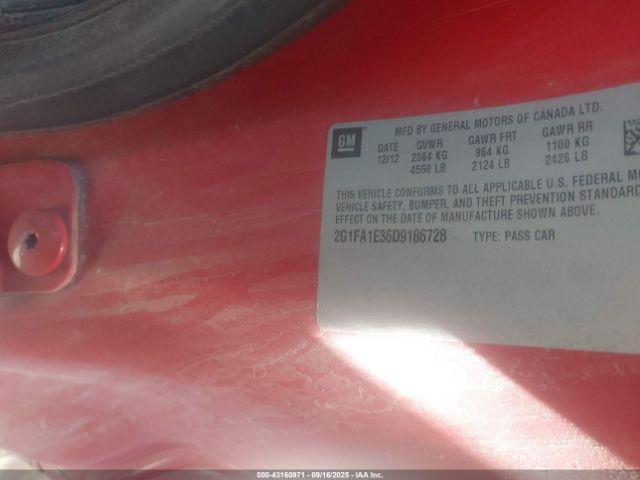 GM
MFD BY GENERAL MOTORS OF CANADA LTD.
DATE GVWR GAWR FRT GAWR RR
12/12 2064 KG 964 KG 1100 KG
4550 LB 2124 LB 2426 LB
THIS VEHICLE CONFORMS TO ALL APPLICABLE U.S. FEDERAL MO
VEHICLE SAFETY, BUMPER, AND THEFT PREVENTION STANDARD
EFFECT ON THE DATE OF MANUFACTURE SHOWN ABOVE.
2G1FA1E36D9186728 TYPE: PASS CAR
000-43160971 - 09/16/2025 - IAA Inc.